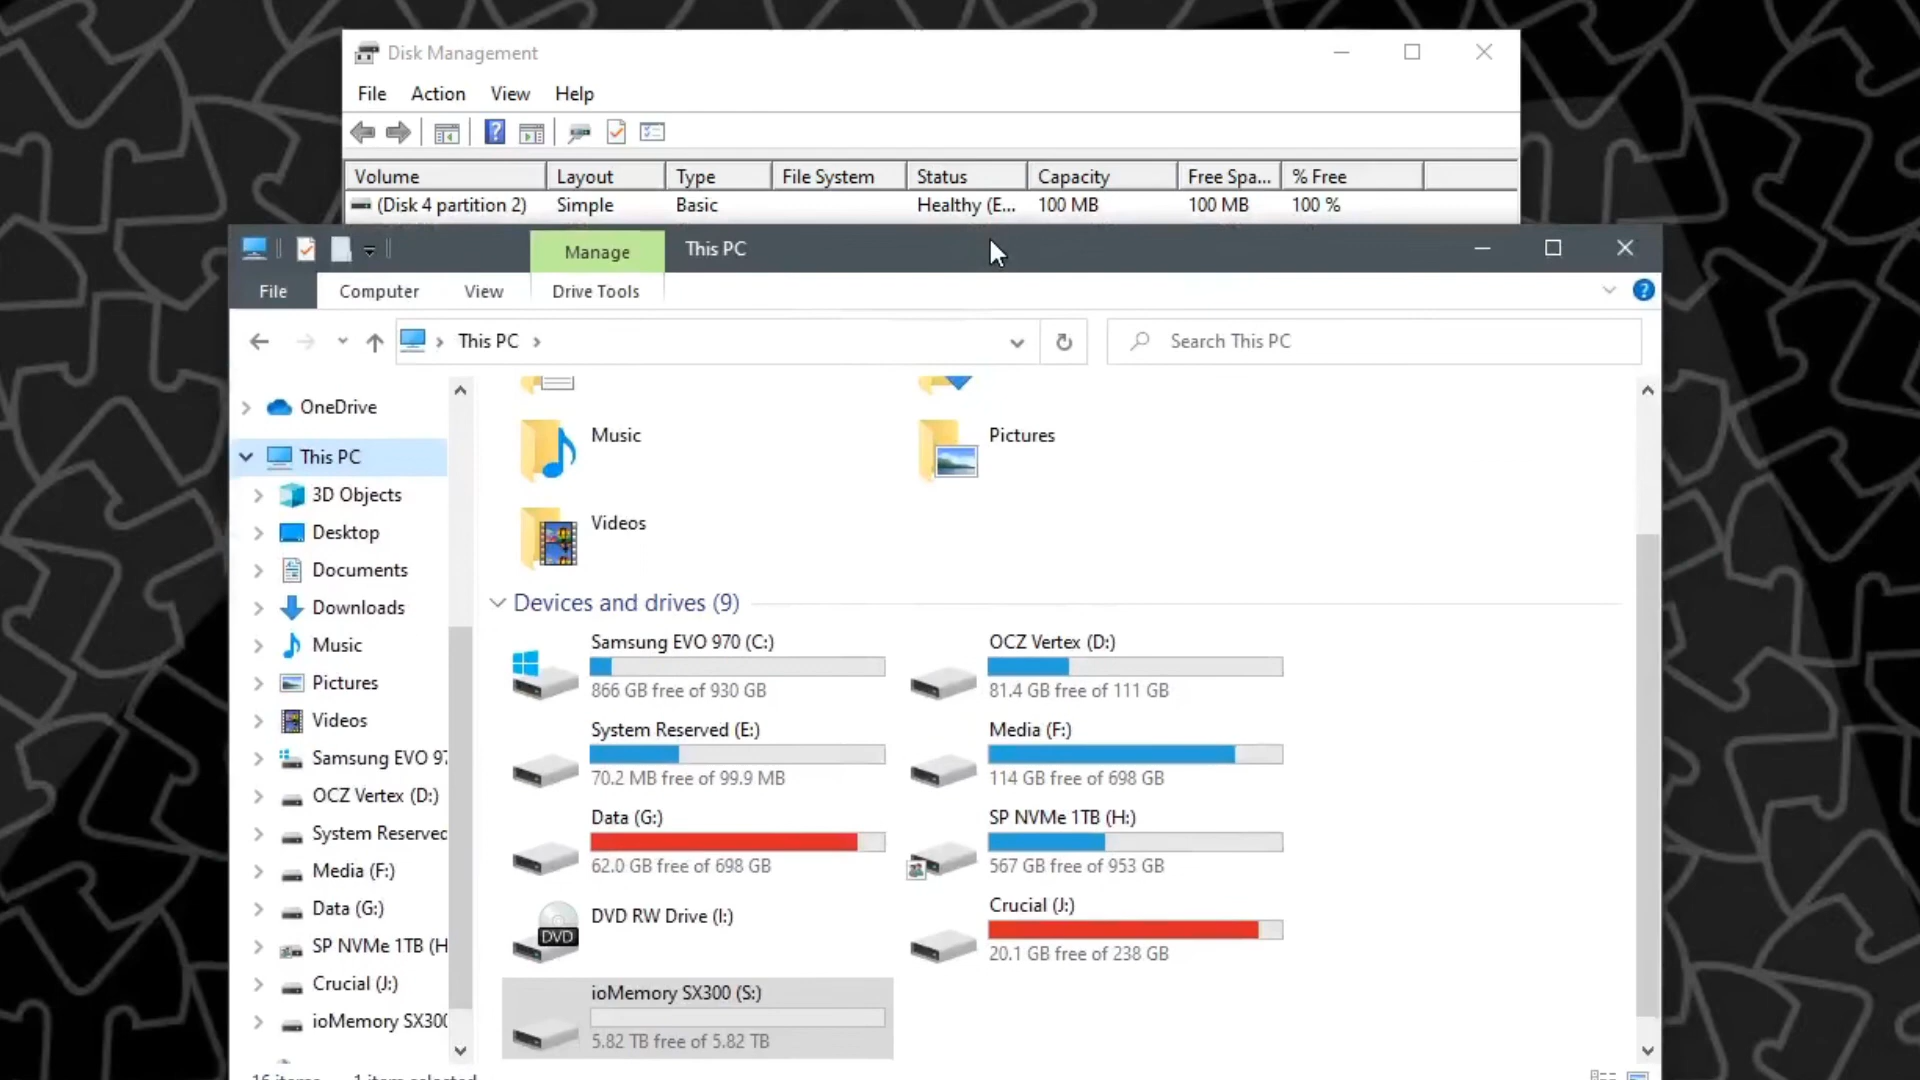 Disk Management
File Action View Help
Volume Layout Type File System Status Capacity Free Spa... % Free
(Disk 4 partition 2) Simple Basic Healthy (E... 100 MB 100 MB 100 %
Manage This PC
File Computer View Drive Tools
This PC
Search This PC
OneDrive
This PC
3D Objects
Desktop
Documents
Downloads
Music
Pictures
Videos
Samsung EVO 97
OCZ Vertex (D:)
System Reserved
Media (F:)
Data (G:)
SP NVMe 1TB (H
Crucial (J:)
ioMemory SX300
Music
Pictures
Videos
Devices and drives (9)
Samsung EVO 970 (C:)
866 GB free of 930 GB
OCZ Vertex (D:)
81.4 GB free of 111 GB
System Reserved (E:)
70.2 MB free of 99.9 MB
Media (F:)
114 GB free of 698 GB
Data (G:)
62.0 GB free of 698 GB
SP NVMe 1TB (H:)
567 GB free of 953 GB
DVD RW Drive (I:)
DVD
Crucial (J:)
20.1 GB free of 238 GB
ioMemory SX300 (S:)
5.82 TB free of 5.82 TB
16 items 1 item selected